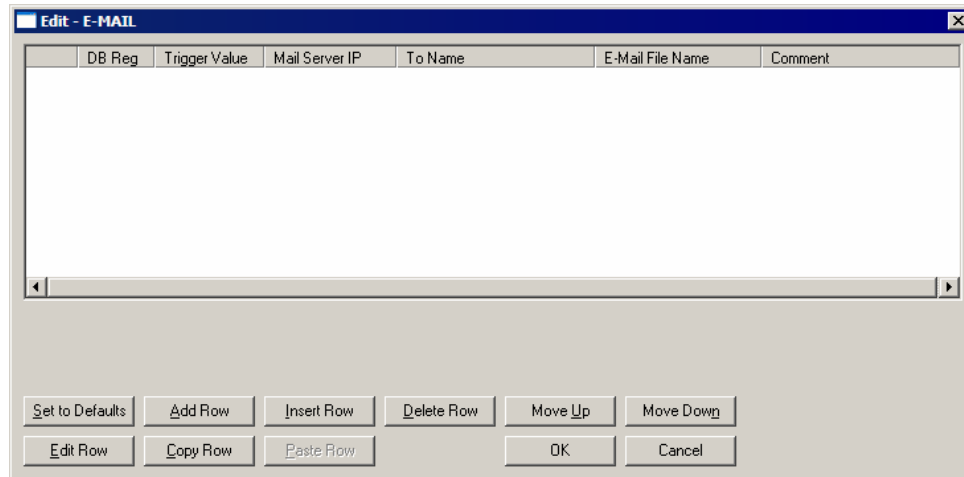 Edit - E-MAIL
DB Reg Trigger Value Mail Server IP To Name E-Mail File Name Comment
Set to Defaults Add Row Insert Row Delete Row Move Up Move Down
Edit Row Copy Row Paste Row OK Cancel